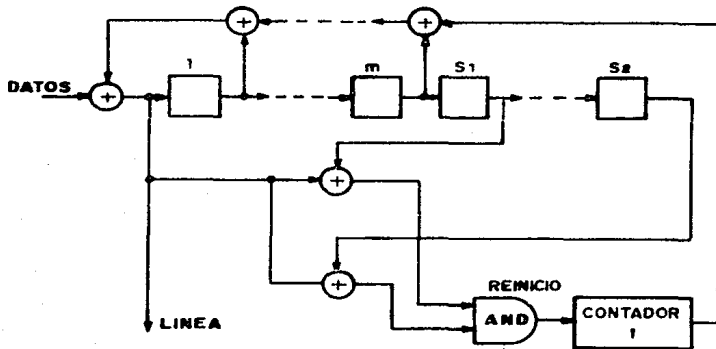 1
m
S1
S2
DATOS
REINICIO
AND
CONTADOR
1
LINEA